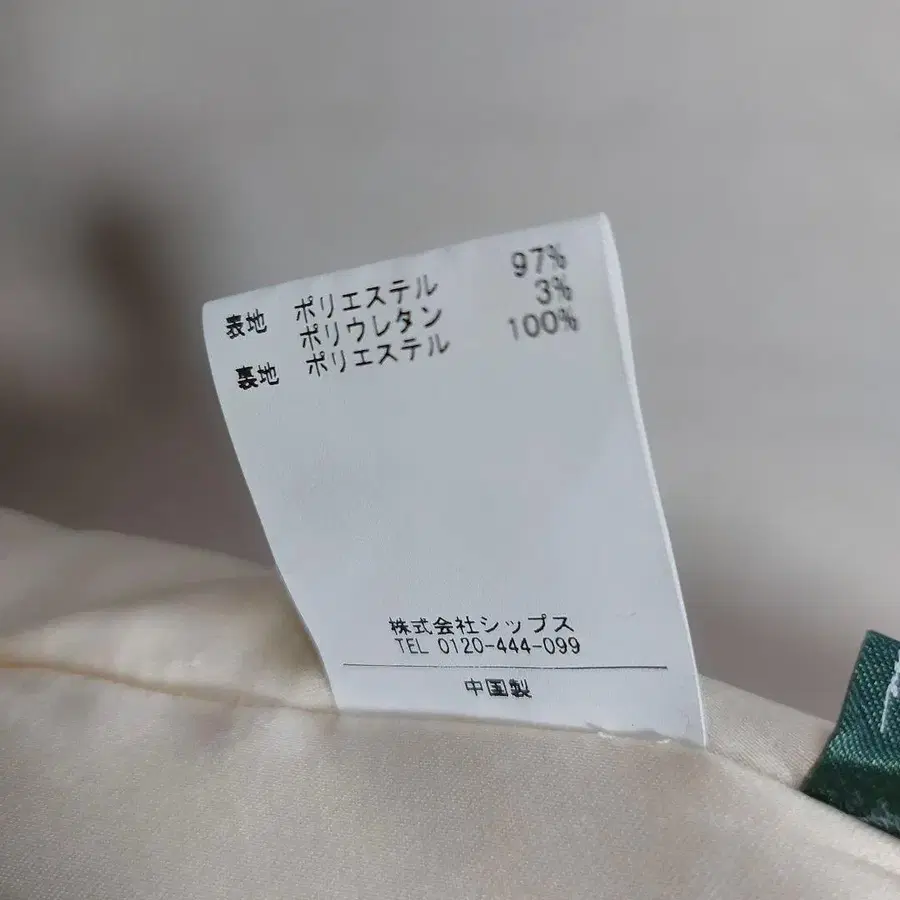 表地 ポリエステル 97%
ポリウレタン 3%
裏地 ポリエステル 100%
株式会社シップス
TEL 0120-444-099
中国製